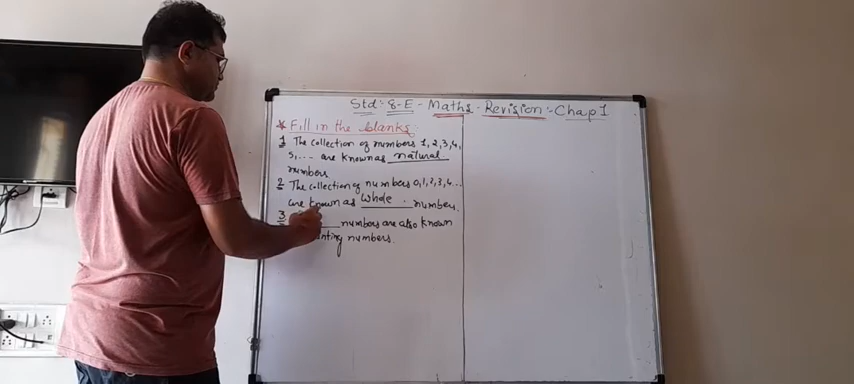 Std:- 8-E - Maths - Revision:- Chap 1
* Fill in the blanks
1 The collection of numbers 1, 2, 3, 4,
5, ... are known as natural
numbers
2 The collection of numbers 0, 1, 2, 3, 4 ...
are known as whole . numbers.
3 numbers are also known
nting numbers.